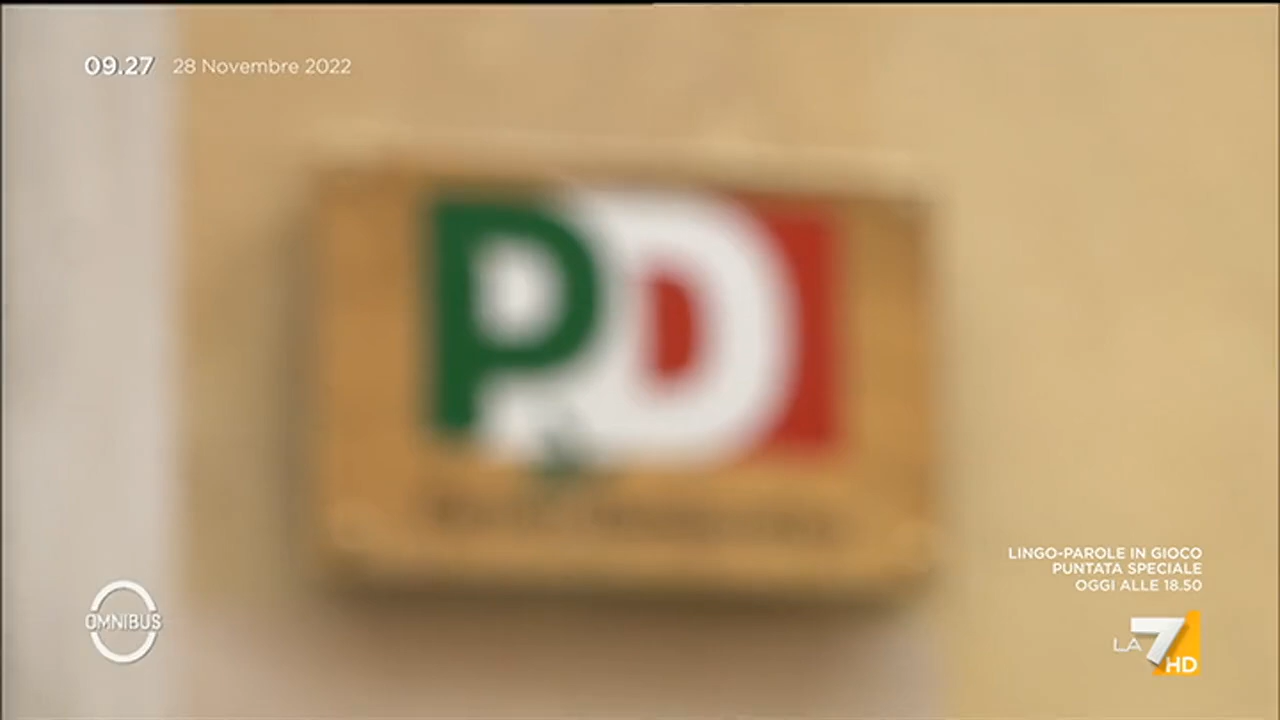 09.27 28 Novembre 2022
PD
LINGO-PAROLE IN GIOCO
PUNTATA SPECIALE
OGGI ALLE 18.50
OMNIBUS
LA7 HD